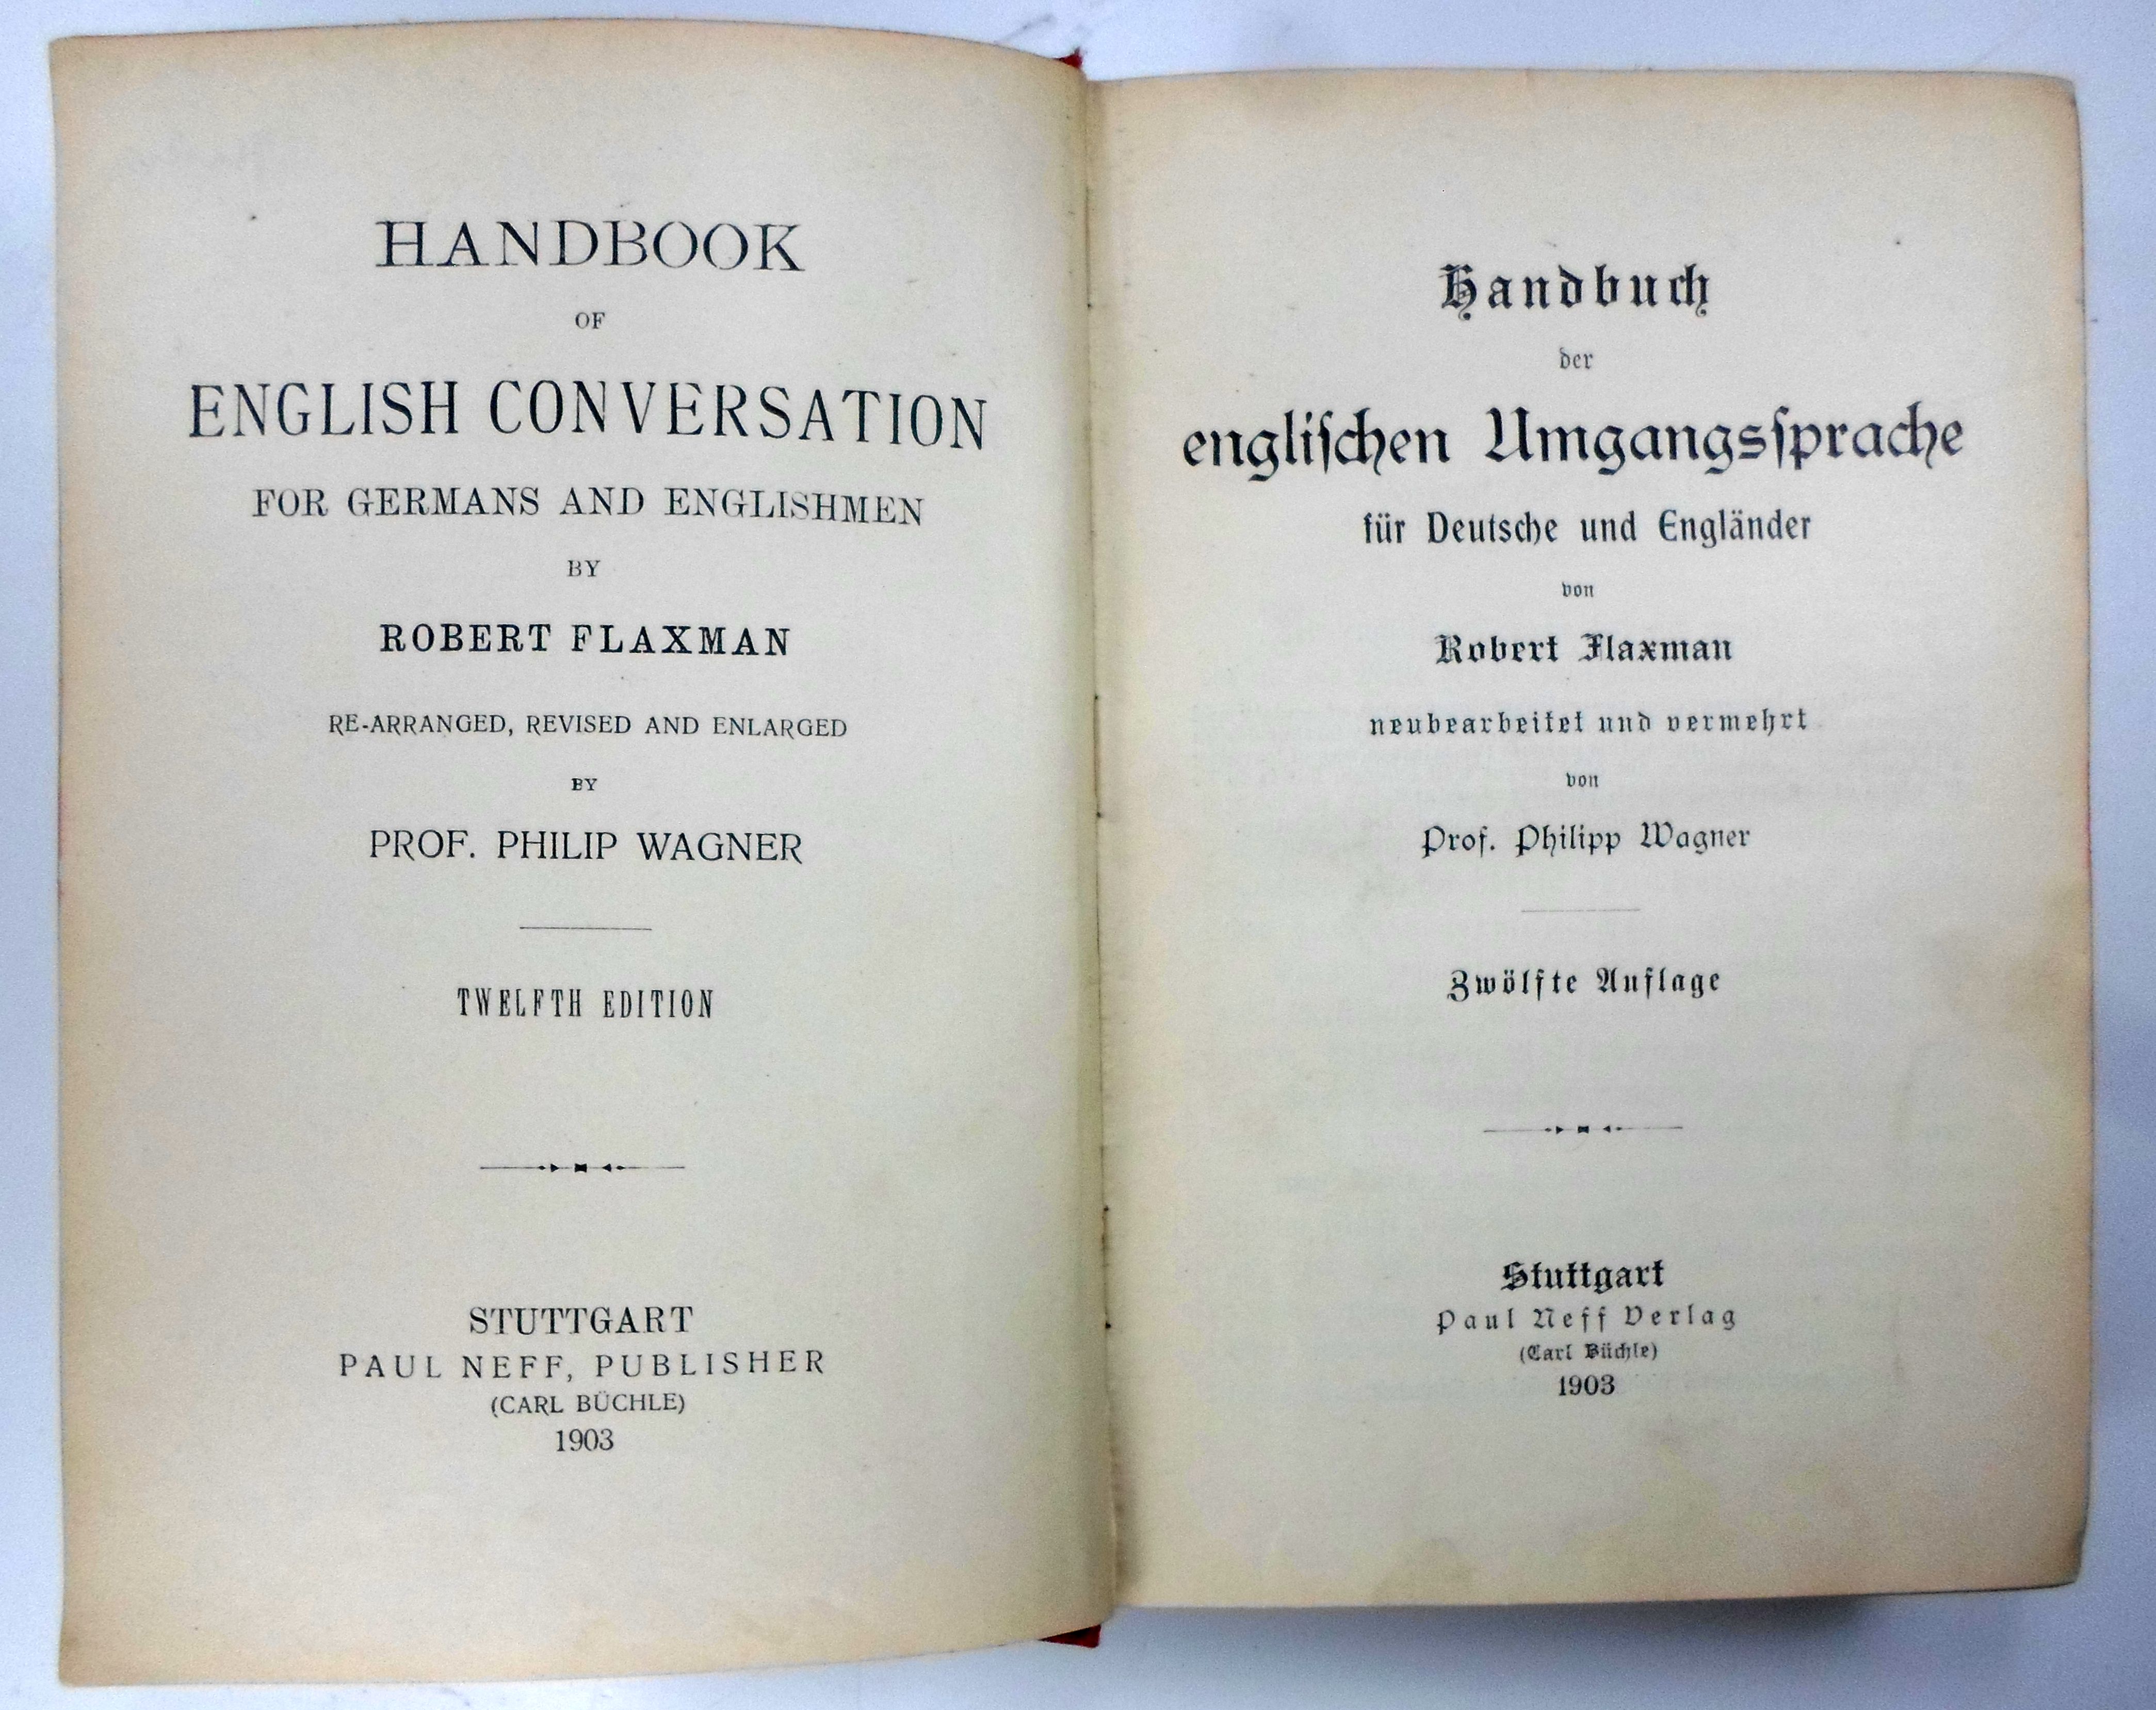 HANDBOOK
OF
ENGLISH CONVERSATION
FOR GERMANS AND ENGLISHMEN
BY
ROBERT FLAXMAN
RE-ARRANGED, REVISED AND ENLARGED
BY
PROF. PHILIP WAGNER
TWELFTH EDITION
STUTTGART
PAUL NEFF, PUBLISHER
(CARL BÜCHLE)
1903
Handbuch
der
engliſchen Umgangsſprache
für Deutsche und Engländer
von
Robert Flaxman
neubearbeitet und vermehrt
von
Prof. Philipp Wagner
Zwölfte Auflage
Stuttgart
Paul Neff Verlag
(Carl Büchle)
1903